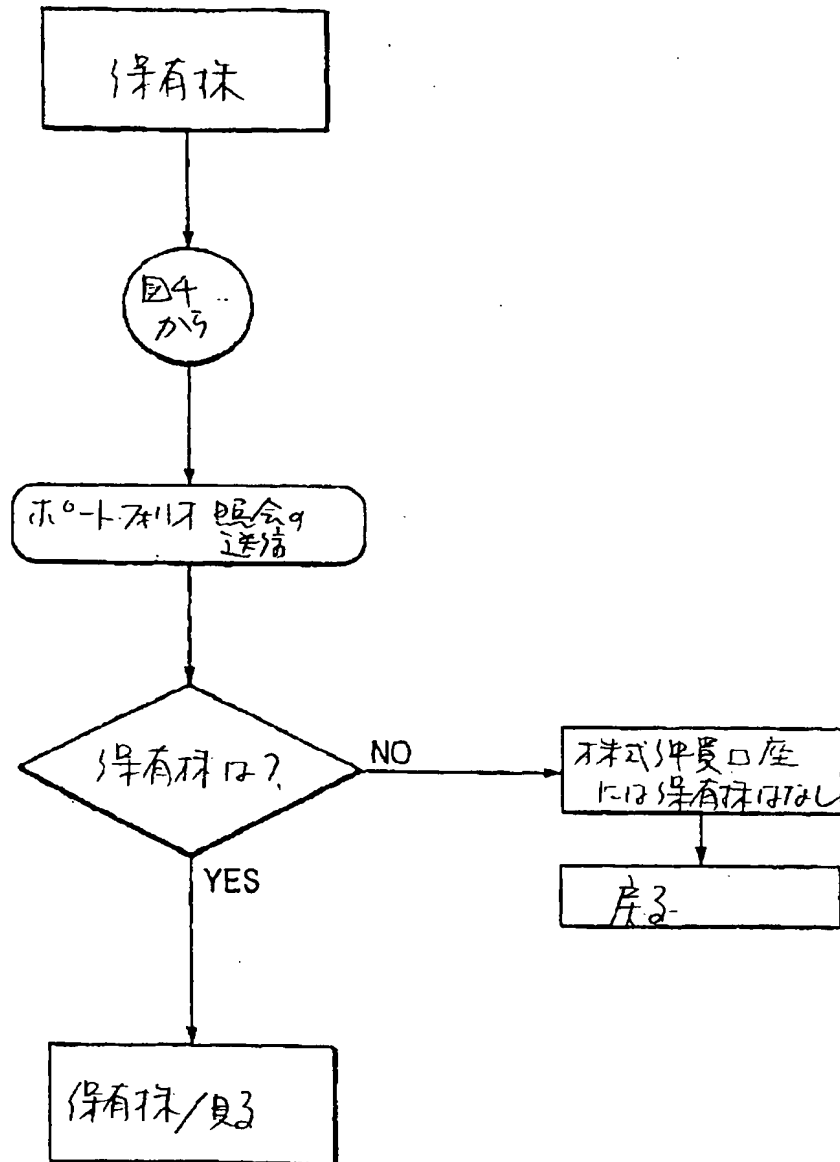 保有株
図4
から
ポートフォリオ 照会の
送信
保有株は?
NO
株式仲買口座
には保有株はなし
YES
戻る
保有株/見る